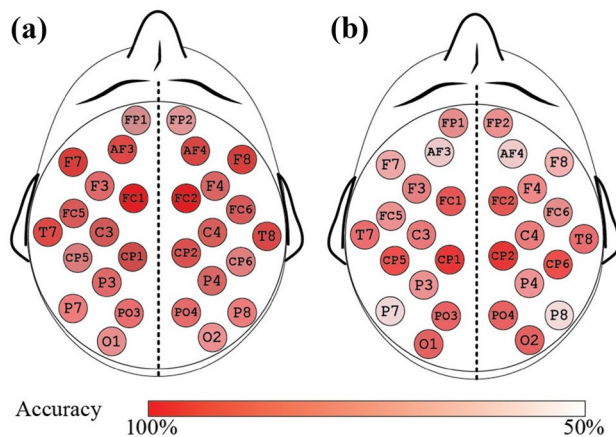 (a)
FP1 FP2
AF3 AF4
F7 F8
F3 F4
FC1 FC2
FC5 FC6
T7 C3 C4 T8
CP5 CP1 CP2 CP6
P3 P4
P7 PO3 PO4 P8
O1 O2
(b)
FP1 FP2
AF3 AF4
F7 F8
F3 F4
FC1 FC2
FC5 FC6
T7 C3 C4 T8
CP5 CP1 CP2 CP6
P3 P4
P7 PO3 PO4 P8
O1 O2
Accuracy
100% 50%